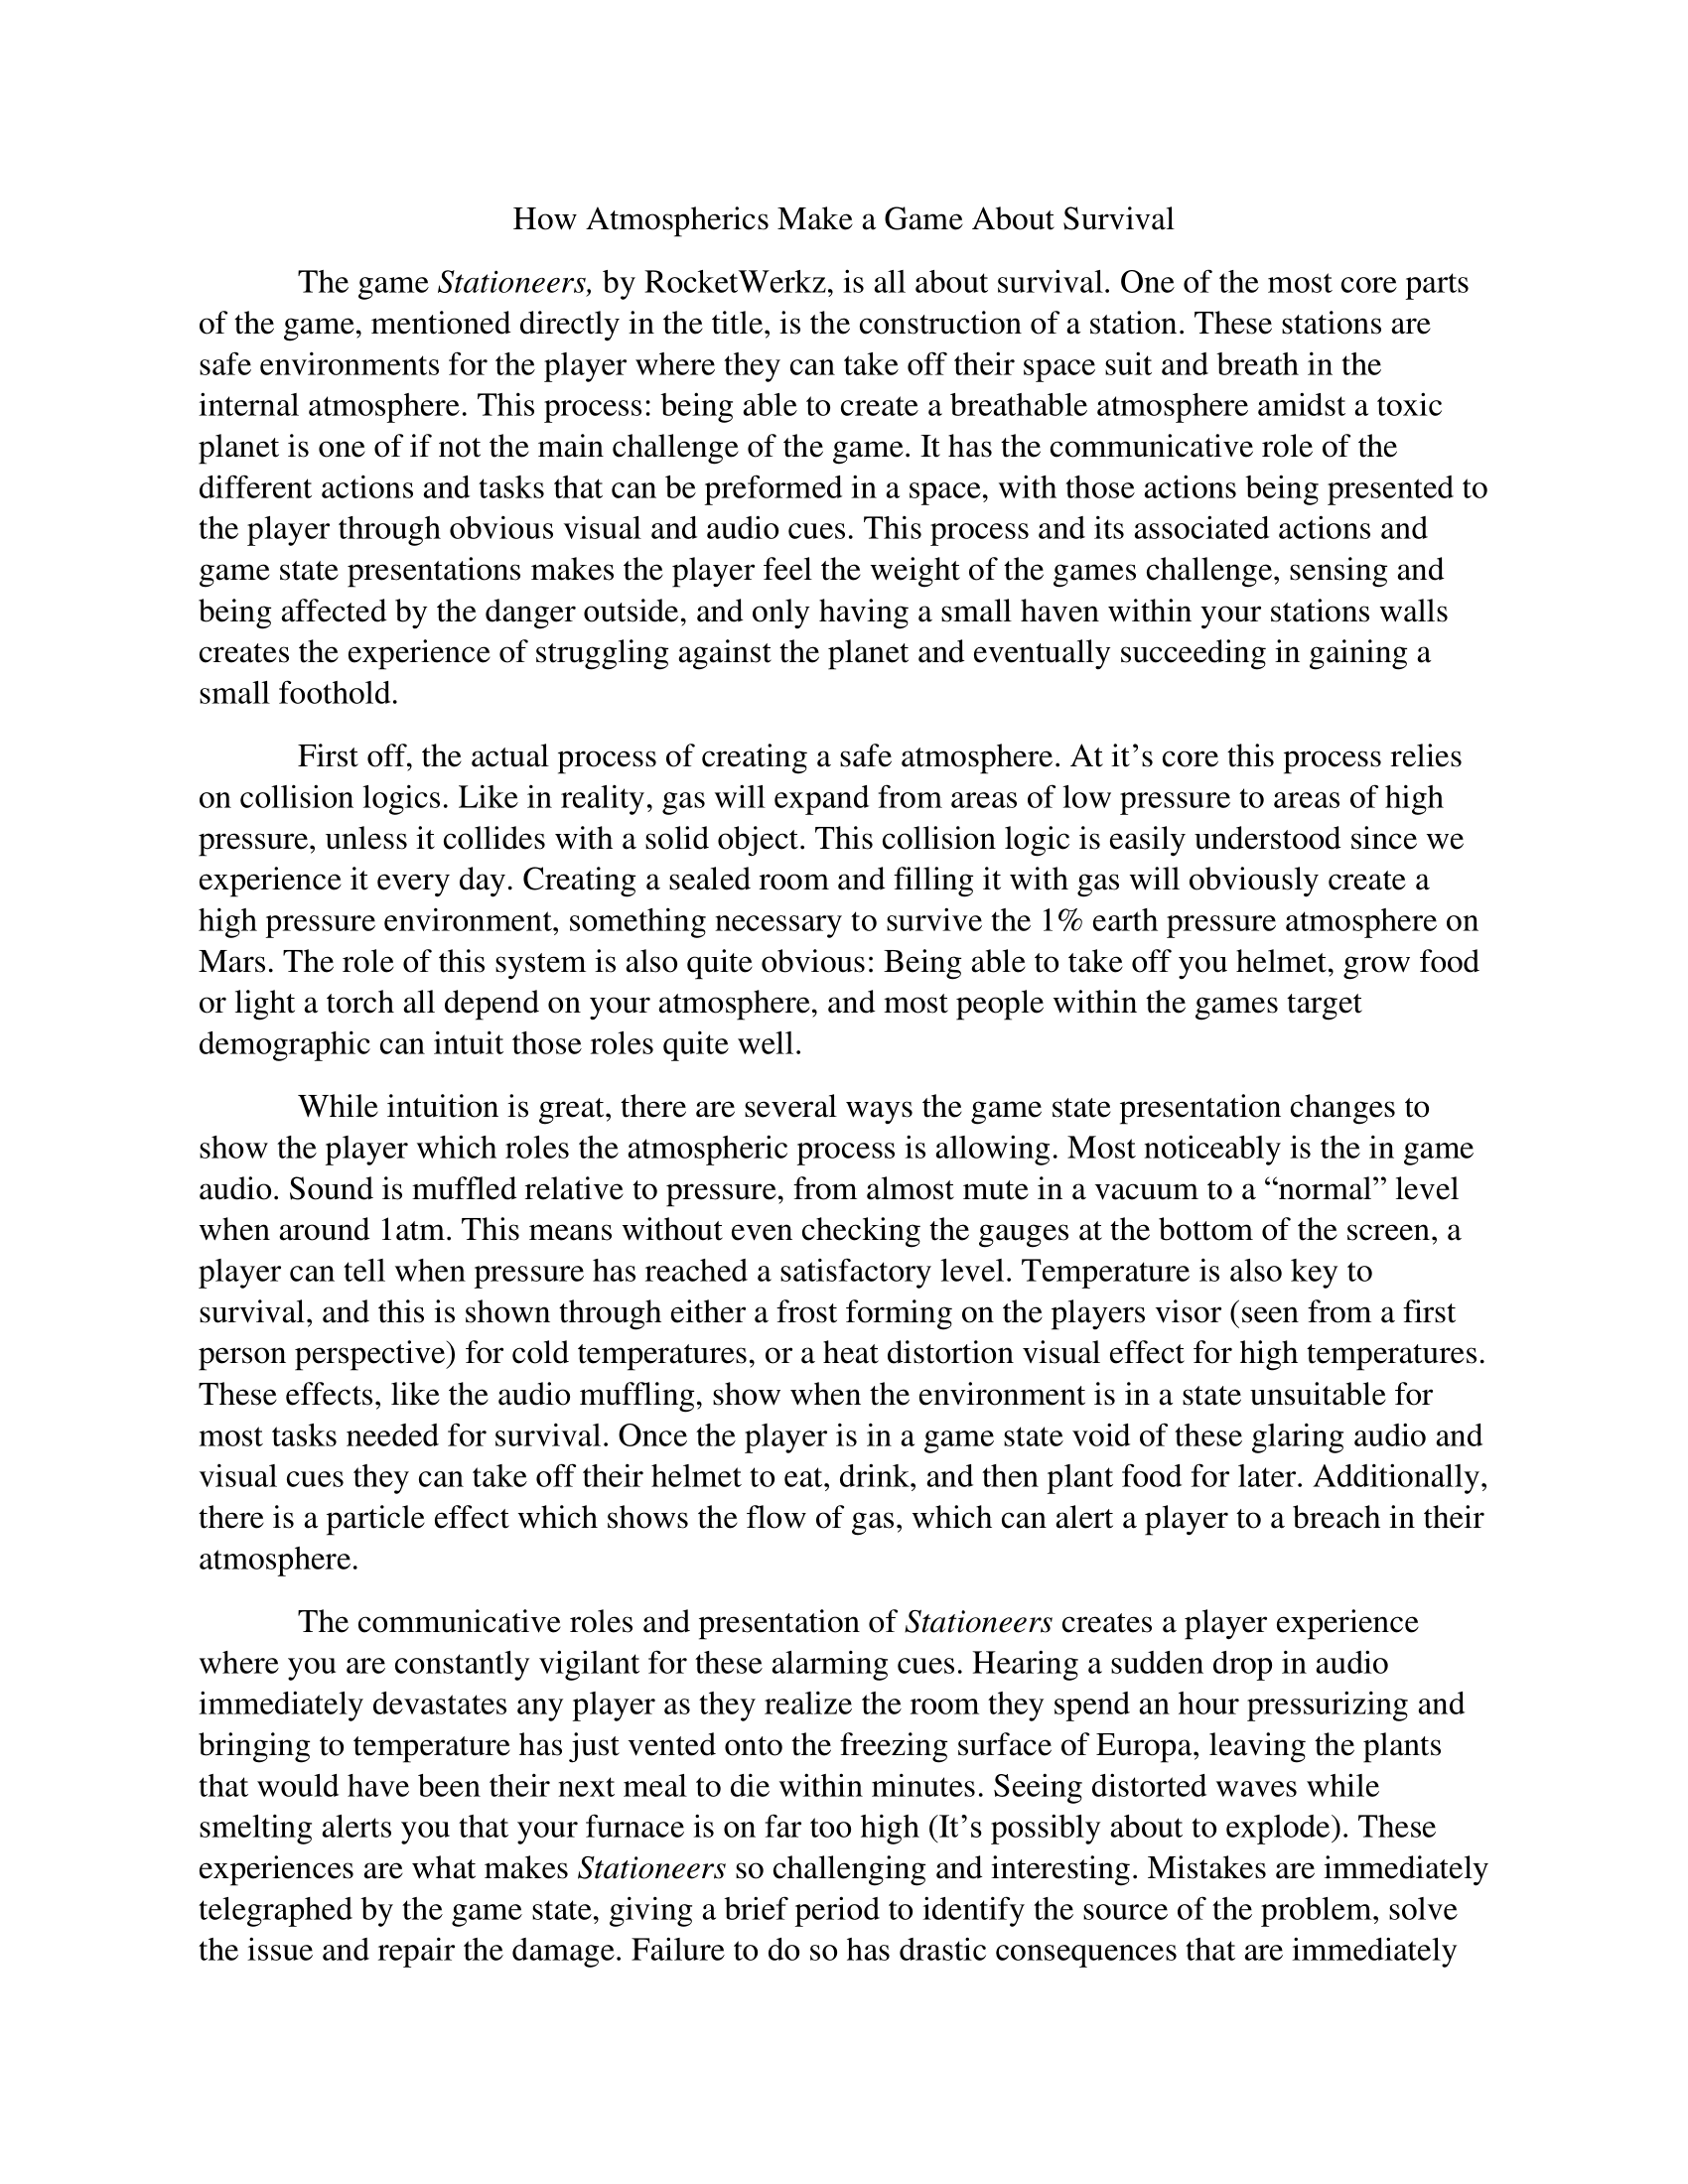 How Atmospherics Make a Game About Survival
The game Stationeers, by RocketWerkz, is all about survival. One of the most core parts
of the game, mentioned directly in the title, is the construction of a station. These stations are
safe environments for the player where they can take off their space suit and breath in the
internal atmosphere. This process: being able to create a breathable atmosphere amidst a toxic
planet is one of if not the main challenge of the game. It has the communicative role of the
different actions and tasks that can be preformed in a space, with those actions being presented to
the player through obvious visual and audio cues. This process and its associated actions and
game state presentations makes the player feel the weight of the games challenge, sensing and
being affected by the danger outside, and only having a small haven within your stations walls
creates the experience of struggling against the planet and eventually succeeding in gaining a
small foothold.
First off, the actual process of creating a safe atmosphere. At it’s core this process relies
on collision logics. Like in reality, gas will expand from areas of low pressure to areas of high
pressure, unless it collides with a solid object. This collision logic is easily understood since we
experience it every day. Creating a sealed room and filling it with gas will obviously create a
high pressure environment, something necessary to survive the 1% earth pressure atmosphere on
Mars. The role of this system is also quite obvious: Being able to take off you helmet, grow food
or light a torch all depend on your atmosphere, and most people within the games target
demographic can intuit those roles quite well.
While intuition is great, there are several ways the game state presentation changes to
show the player which roles the atmospheric process is allowing. Most noticeably is the in game
audio. Sound is muffled relative to pressure, from almost mute in a vacuum to a “normal” level
when around 1atm. This means without even checking the gauges at the bottom of the screen, a
player can tell when pressure has reached a satisfactory level. Temperature is also key to
survival, and this is shown through either a frost forming on the players visor (seen from a first
person perspective) for cold temperatures, or a heat distortion visual effect for high temperatures.
These effects, like the audio muffling, show when the environment is in a state unsuitable for
most tasks needed for survival. Once the player is in a game state void of these glaring audio and
visual cues they can take off their helmet to eat, drink, and then plant food for later. Additionally,
there is a particle effect which shows the flow of gas, which can alert a player to a breach in their
atmosphere.
The communicative roles and presentation of Stationeers creates a player experience
where you are constantly vigilant for these alarming cues. Hearing a sudden drop in audio
immediately devastates any player as they realize the room they spend an hour pressurizing and
bringing to temperature has just vented onto the freezing surface of Europa, leaving the plants
that would have been their next meal to die within minutes. Seeing distorted waves while
smelting alerts you that your furnace is on far too high (It’s possibly about to explode). These
experiences are what makes Stationeers so challenging and interesting. Mistakes are immediately
telegraphed by the game state, giving a brief period to identify the source of the problem, solve
the issue and repair the damage. Failure to do so has drastic consequences that are immediately